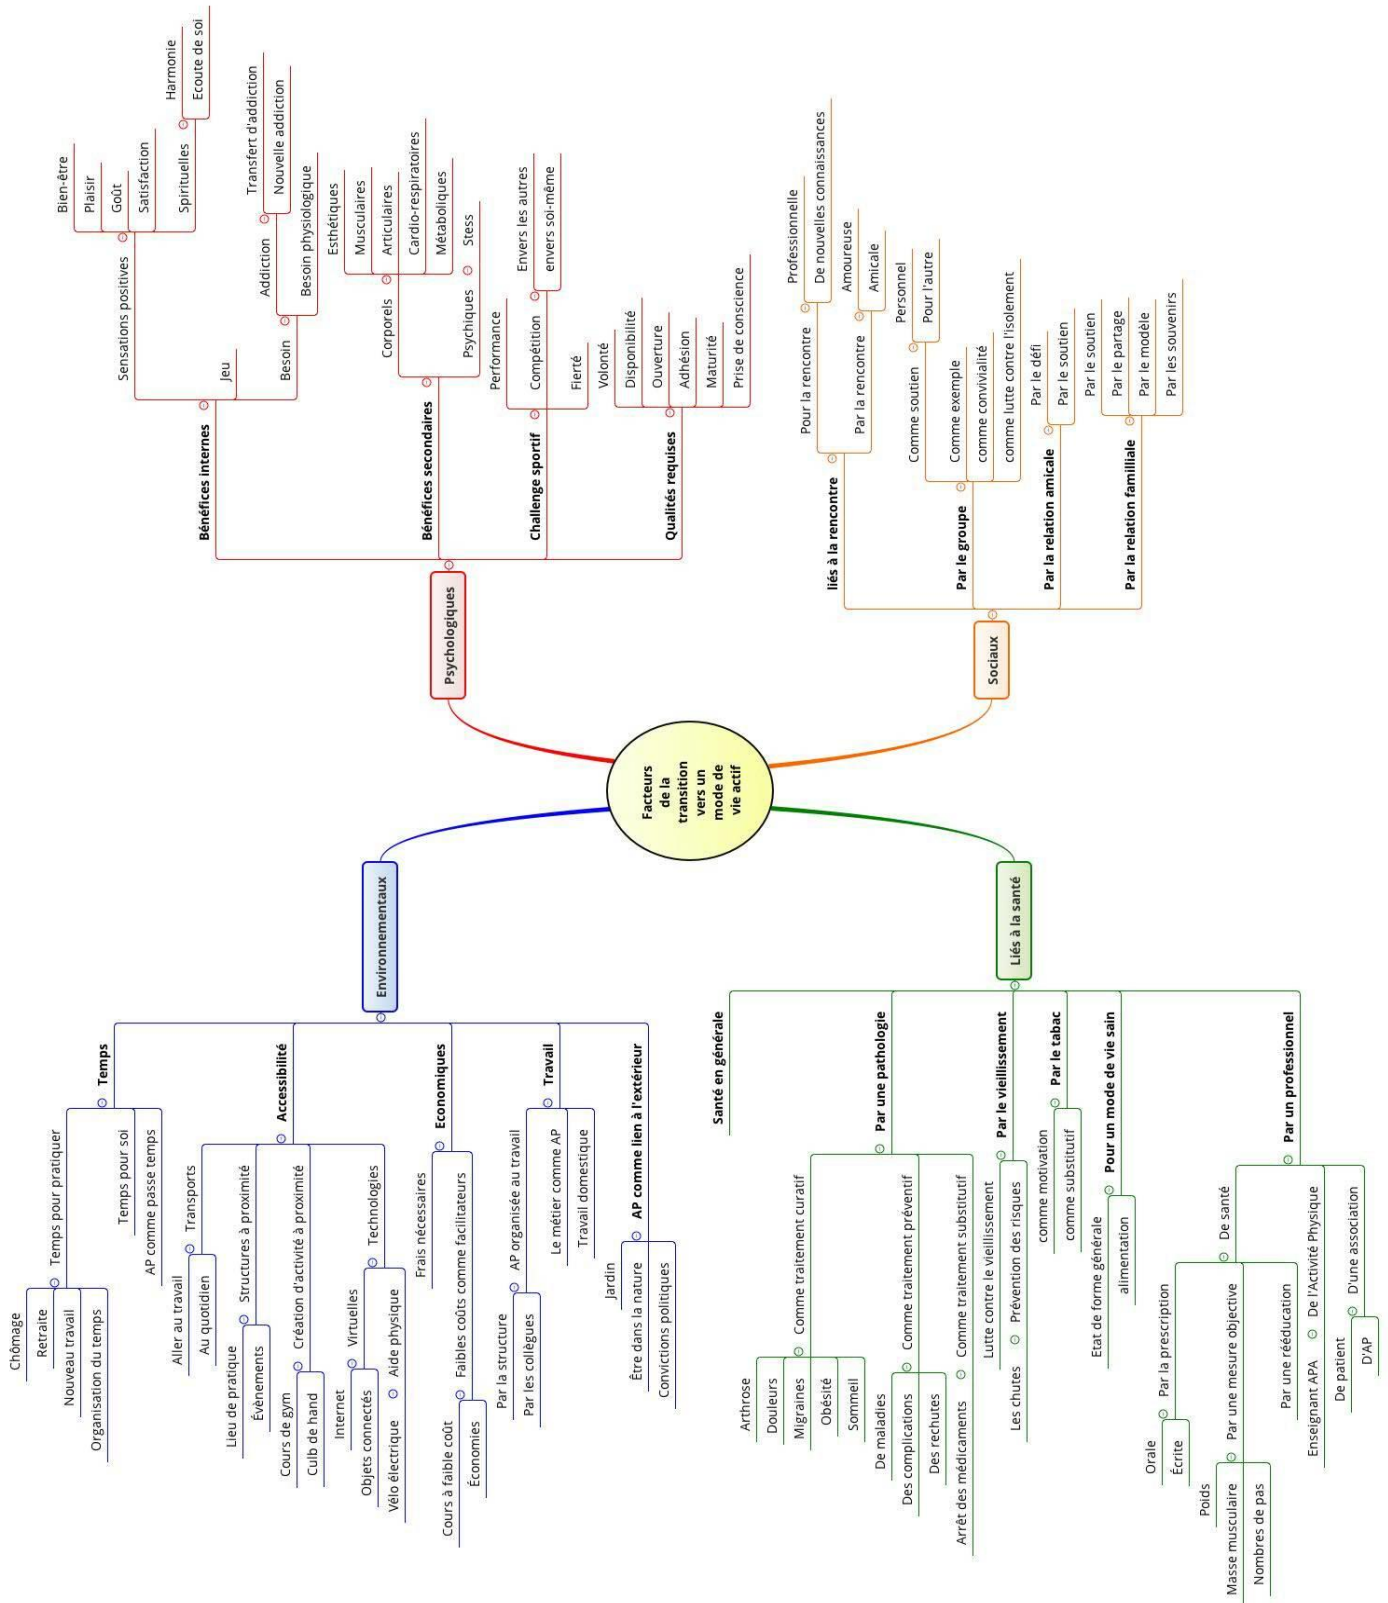 Facteurs
de la
transition
vers un
mode de
vie actif
Environnementaux
Temps
Temps pour pratiquer
Chômage
Retraite
Nouveau travail
Organisation du temps
Temps pour soi
AP comme passe temps
Accessibilité
Transports
Aller au travail
Au quotidien
Structures à proximité
Lieu de pratique
Évènements
Création d'activité à proximité
Cours de gym
Culb de hand
Technologies
Virtuelles
Internet
Objets connectés
Aide physique
Vélo électrique
Economiques
Frais nécessaires
Faibles coûts comme facilitateurs
Cours à faible coût
Économies
Travail
AP organisée au travail
Par la structure
Par les collègues
Le métier comme AP
Travail domestique
AP comme lien à l'extérieur
Jardin
Être dans la nature
Convictions politiques
Psychologiques
Bénéfices internes
Sensations positives
Bien-être
Plaisir
Goût
Satisfaction
Spirituelles
Harmonie
Ecoute de soi
Jeu
Besoin
Addiction
Transfert d'addiction
Nouvelle addiction
Besoin physiologique
Bénéfices secondaires
Corporels
Esthétiques
Musculaires
Articulaires
Cardio-respiratoires
Métaboliques
Psychiques
Stess
Challenge sportif
Performance
Compétition
Envers les autres
envers soi-même
Fierté
Qualités requises
Volonté
Disponibilité
Ouverture
Adhésion
Maturité
Prise de conscience
Liés à la santé
Santé en générale
Par une pathologie
Comme traitement curatif
Arthrose
Douleurs
Migraines
Obésité
Sommeil
Comme traitement préventif
De maladies
Des complications
Des rechutes
Comme traitement substitutif
Arrêt des médicaments
Par le vieillissement
Lutte contre le vieillissement
Prévention des risques
Les chutes
Par le tabac
comme motivation
comme substitutif
Pour un mode de vie sain
Etat de forme générale
alimentation
Par un professionnel
De santé
Par la prescription
Orale
Écrite
Par une mesure objective
Poids
Masse musculaire
Nombres de pas
Par une rééducation
De l'Activité Physique
Enseignant APA
D'une association
De patient
D'AP
Sociaux
liés à la rencontre
Pour la rencontre
Professionnelle
De nouvelles connaissances
Par la rencontre
Amoureuse
Amicale
Par le groupe
Comme soutien
Personnel
Pour l'autre
Comme exemple
comme convivialité
comme lutte contre l'isolement
Par la relation amicale
Par le défi
Par le soutien
Par la relation familliale
Par le soutien
Par le partage
Par le modèle
Par les souvenirs